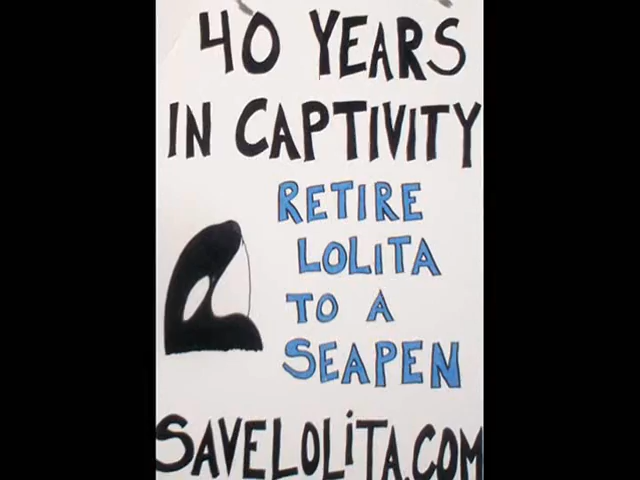 40 YEARS
IN CAPTIVITY
RETIRE
LOLITA
TO A
SEAPEN
SAVELOLiTA.COM